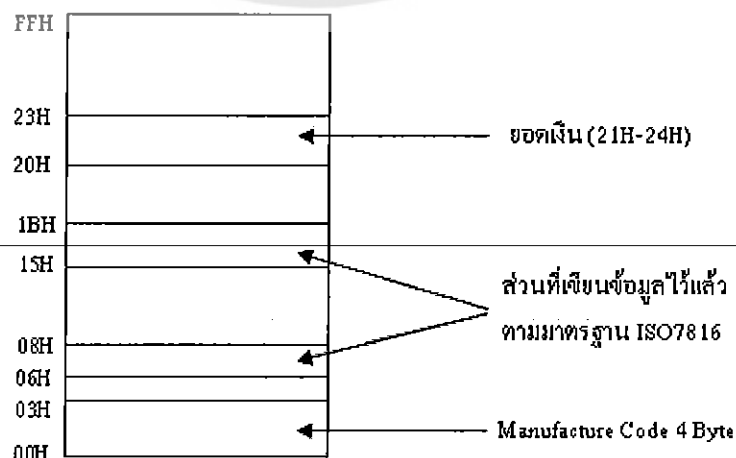 FFH
23H
ยอดเงิน (21H-24H)
20H
1BH
15H
ส่วนที่เขียนข้อมูลไว้แล้ว
ตามมาตรฐาน ISO7816
08H
06H
03H
Manufacture Code 4 Byte
00H